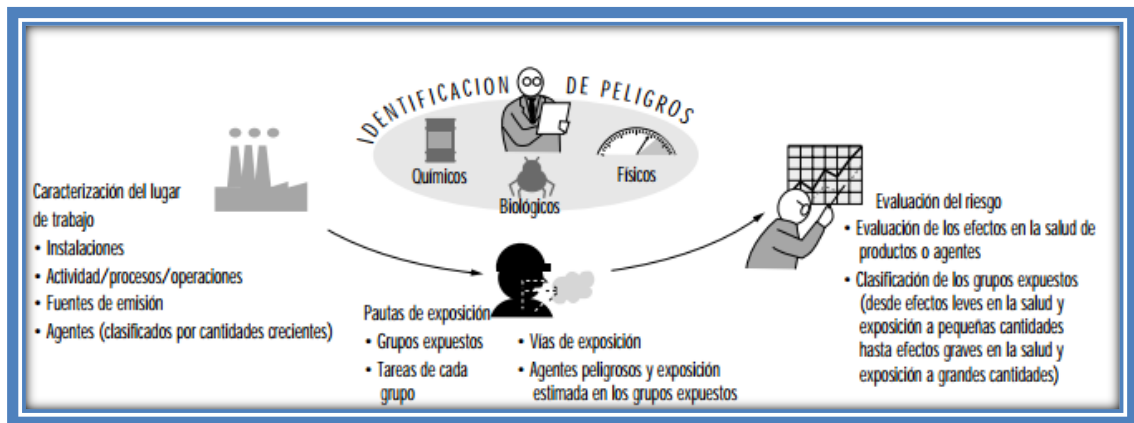 IDENTIFICACION DE PELIGROS
Químicos
Físicos
Biológicos
Caracterización del lugar
de trabajo
• Instalaciones
• Actividad/procesos/operaciones
• Fuentes de emisión
• Agentes (clasificados por cantidades crecientes)
Pautas de exposición
• Grupos expuestos
• Tareas de cada
grupo
• Vías de exposición
• Agentes peligrosos y exposición
estimada en los grupos expuestos
Evaluación del riesgo
• Evaluación de los efectos en la salud de
productos o agentes
• Clasificación de los grupos expuestos
(desde efectos leves en la salud y
exposición a pequeñas cantidades
hasta efectos graves en la salud y
exposición a grandes cantidades)